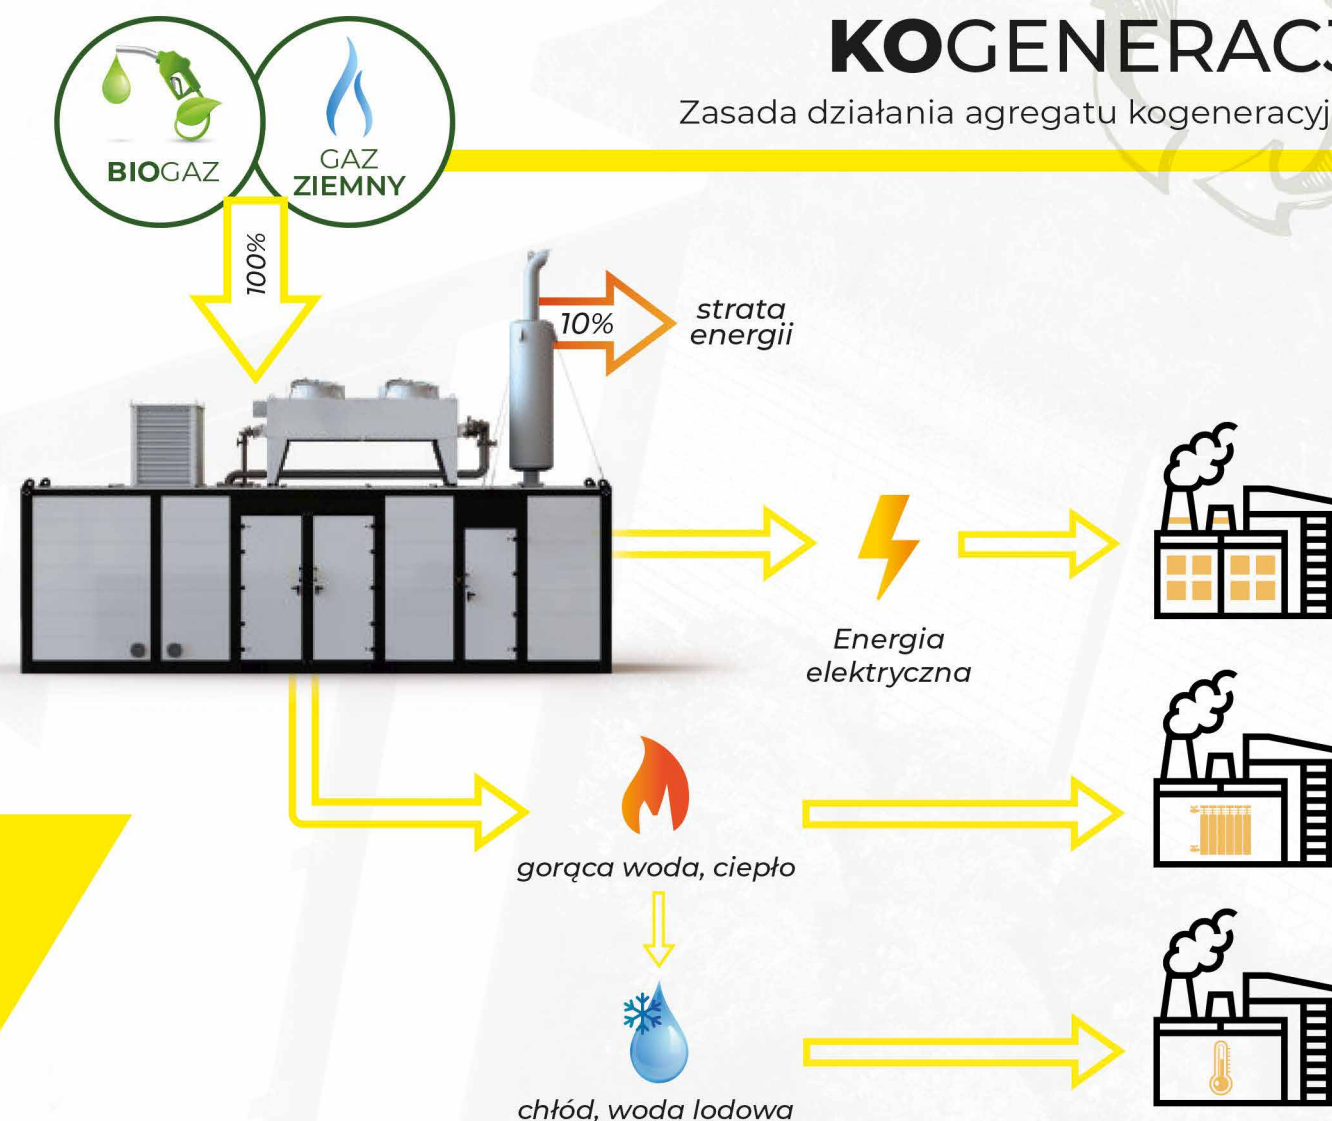 KOGENERACJ
Zasada działania agregatu kogeneracyj
BIOGAZ
GAZ
ZIEMNY
100%
10%
strata
energii
Energia
elektryczna
gorąca woda, ciepło
chłód, woda lodowa